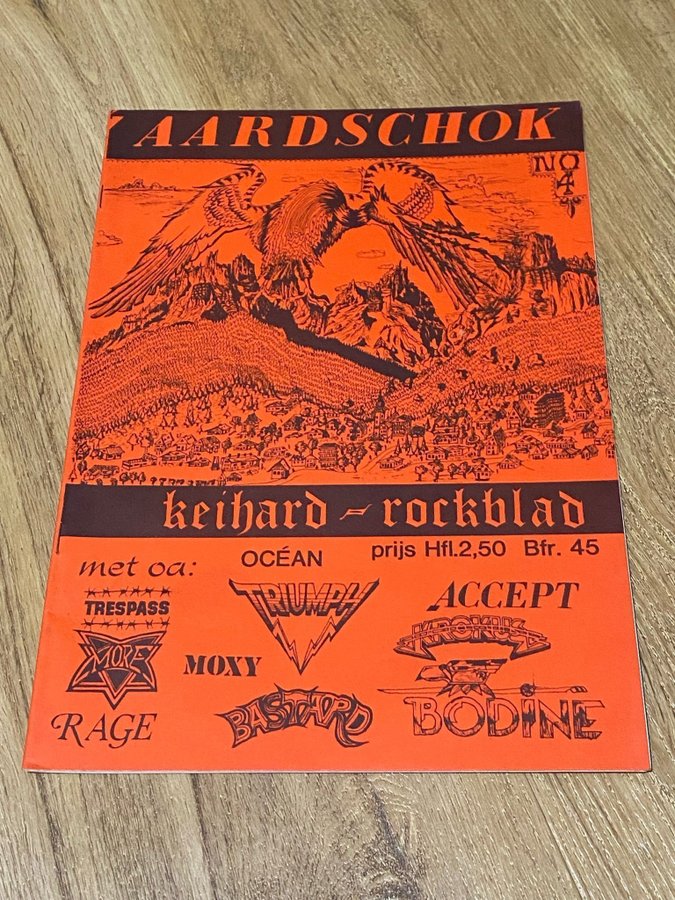 AARDSCHOK
NO
4
keihard = rockblad
met oa:
OCÉAN
prijs Hfl.2,50 Bfr. 45
TRESPASS
TRIUMPH
ACCEPT
MORE
MOXY
KROKUS
RAGE
BASTARD
BODINE